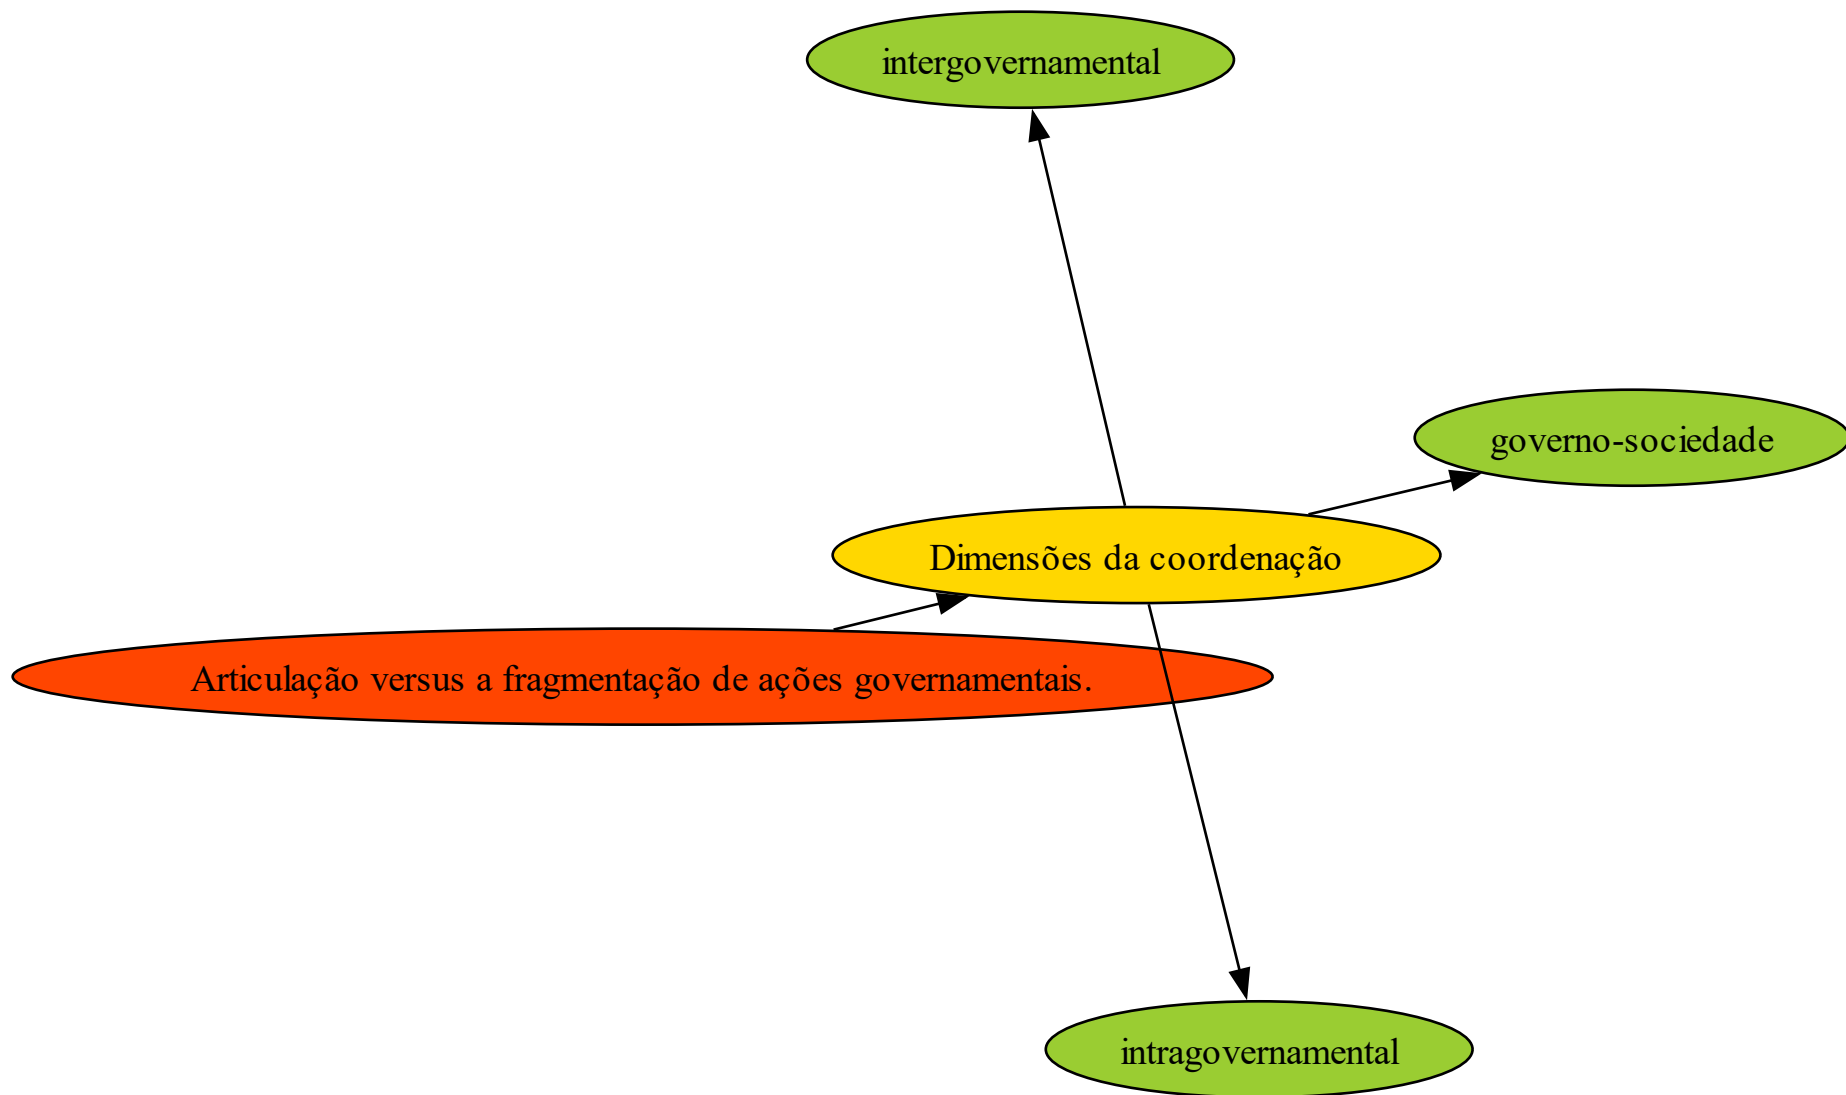 intergovernamental
governo-sociedade
Dimensões da coordenação
Articulação versus a fragmentação de ações governamentais.
intragovernamental